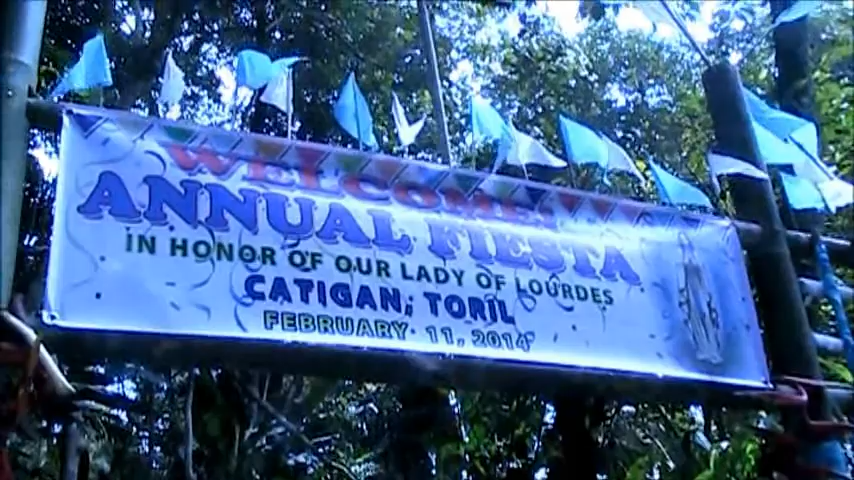 WELCOME!
ANNUAL FIESTA
IN HONOR OF OUR LADY OF LOURDES
CATIGAN, TORIL
FEBRUARY 11, 2014